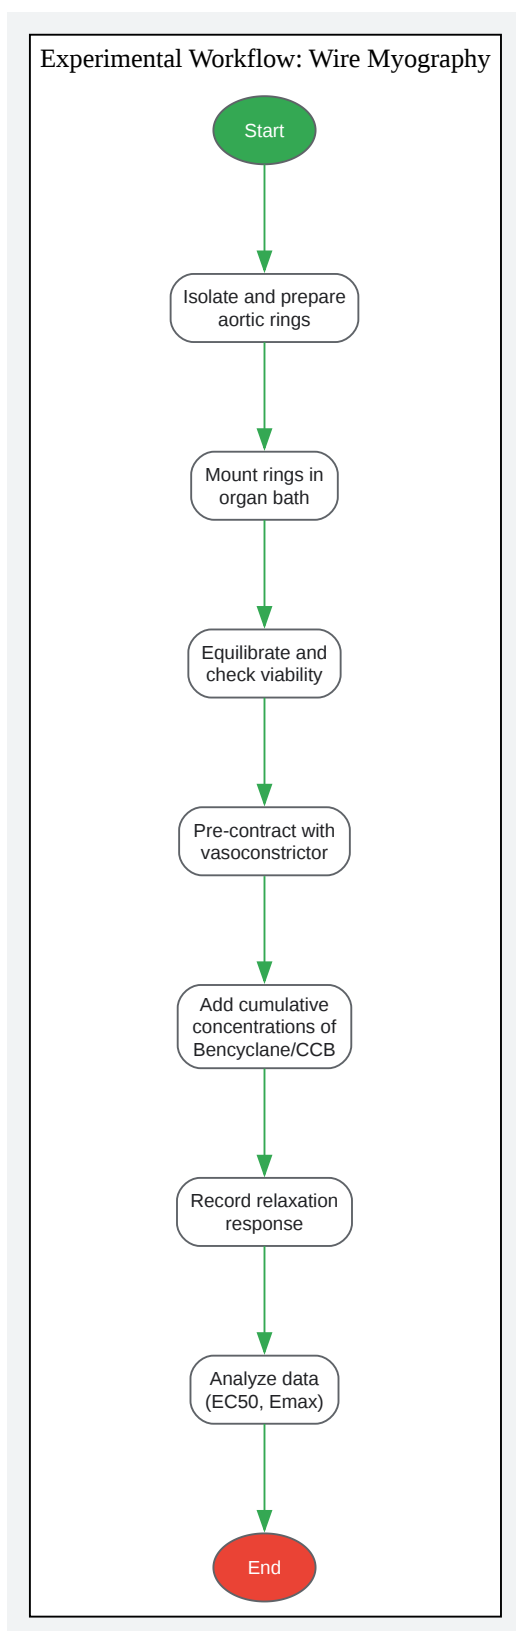 Experimental Workflow: Wire Myography
Start
Isolate and prepare
aortic rings
Mount rings in
organ bath
Equilibrate and
check viability
Pre-contract with
vasoconstrictor
Add cumulative
concentrations of
Bencyclane/CCB
Record relaxation
response
Analyze data
(EC50, Emax)
End